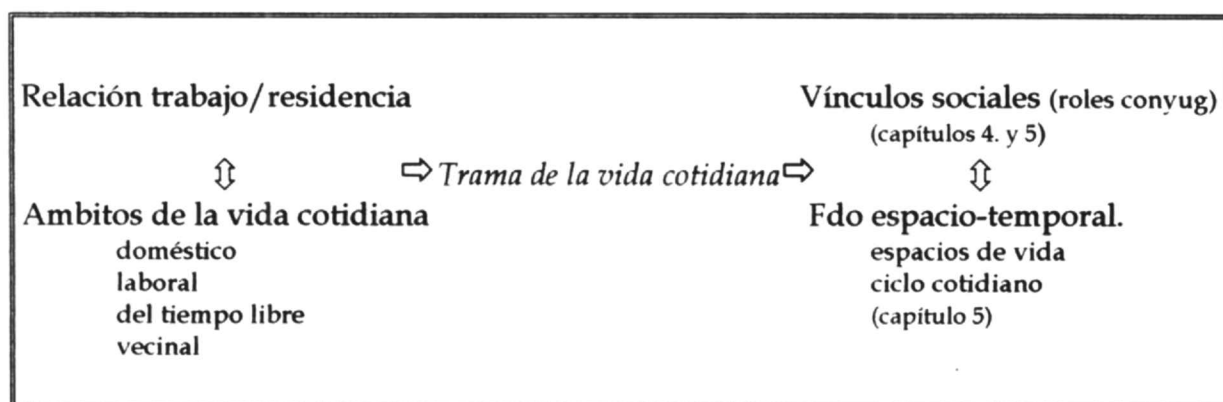 Relación trabajo/residencia
Vínculos sociales (roles conyug)
(capítulos 4. y 5)
⇕ ⇨ Trama de la vida cotidiana ⇨ ⇕
Ambitos de la vida cotidiana
doméstico
laboral
del tiempo libre
vecinal
Fdo espacio-temporal.
espacios de vida
ciclo cotidiano
(capítulo 5)